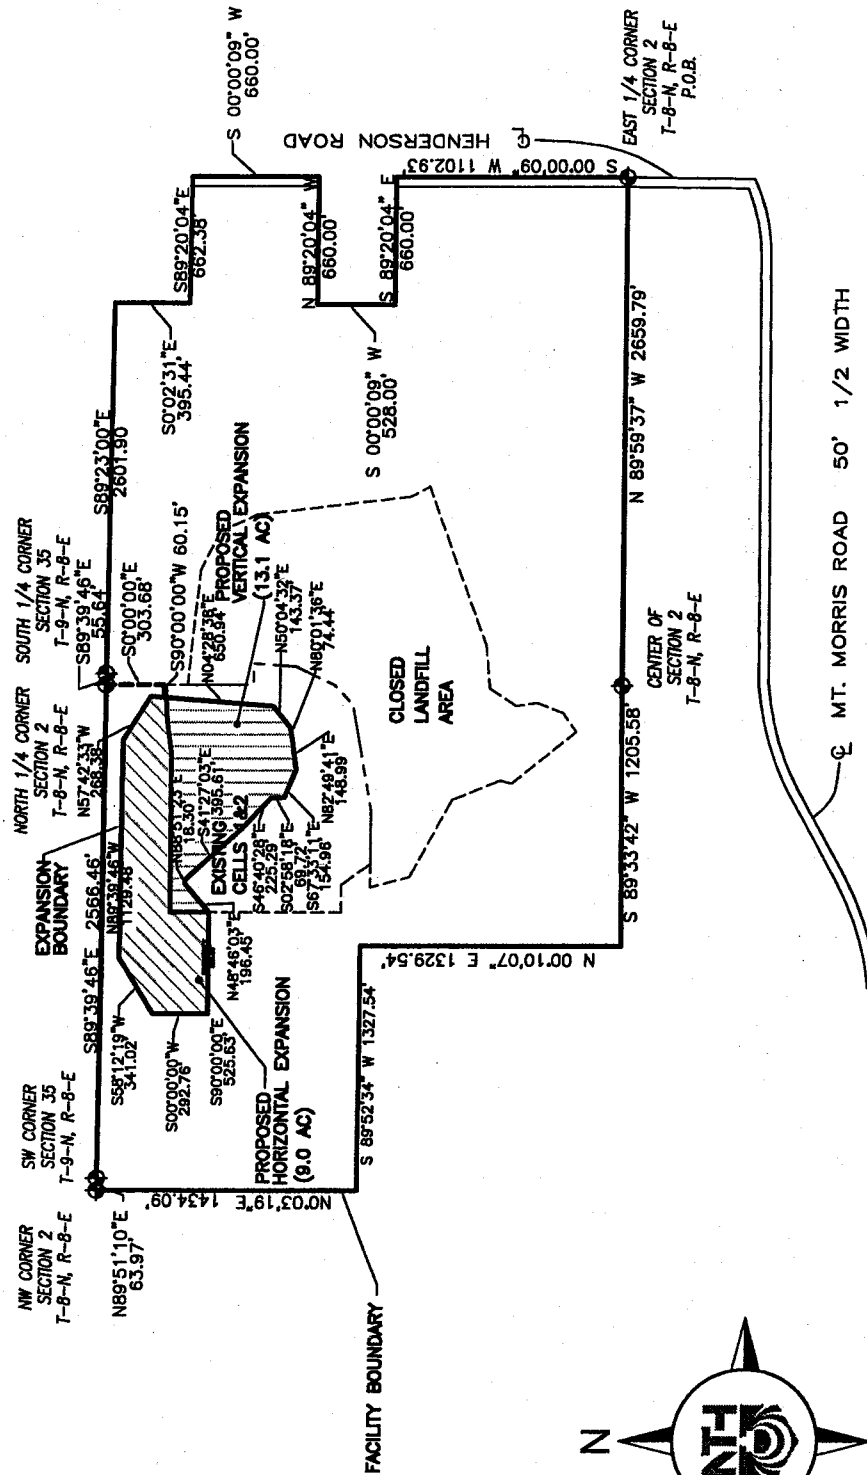 NW CORNER
SECTION 2
T-8-N, R-8-E
SW CORNER
SECTION 35
T-9-N, R-8-E
N89°51'10"E
63.97'
S89°39'46"E 2566.46'
EXPANSION
BOUNDARY
NORTH 1/4 CORNER
SECTION 2
T-8-N, R-8-E
SOUTH 1/4 CORNER
SECTION 35
T-9-N, R-8-E
S89°39'46"E
55.64'
S89°23'00"E
2601.90
S0°00'00"E
303.68'
S90°00'00"W 60.15'
N57°42'33"W
268.38'
N89°39'46"W
1129.48'
S58°12'19"W
341.02'
S00°00'00"W
292.76'
S90°00'00"E
525.63'
N48°46'03"E
196.45'
N88°51'23"E
18.30'
S41°27'03"E
395.61'
EXISTING
CELLS 1&2
S46°40'28"E
225.29'
S02°58'18"E
69.72'
S67°33'11"E
154.96'
N82°49'41"E
148.99
N80°01'36"E
74.44'
N50°04'32"E
143.37'
N04°28'38"E
650.94'
PROPOSED
VERTICAL EXPANSION
(13.1 AC)
PROPOSED
HORIZONTAL EXPANSION
(9.0 AC)
S0°02'31"E
395.44'
S89°20'04"E
662.38'
S 00°00'09" W
660.00'
N 89°20'04" W
660.00'
S 00°00'09" W
528.00'
S 89°20'04" E
660.00'
HENDERSON ROAD
S 00°00'09" W 1102.93'
EAST 1/4 CORNER
SECTION 2
T-8-N, R-8-E
P.O.B.
CLOSED
LANDFILL
AREA
N0°03'19"E 1434.09'
S 89°52'34" W 1327.54'
N 00°10'07" E 1329.54'
S 89°33'42" W 1205.58'
CENTER OF
SECTION 2
T-8-N, R-8-E
N 89°59'37" W 2659.79'
FACILITY BOUNDARY
℄ MT. MORRIS ROAD 50' 1/2 WIDTH
N